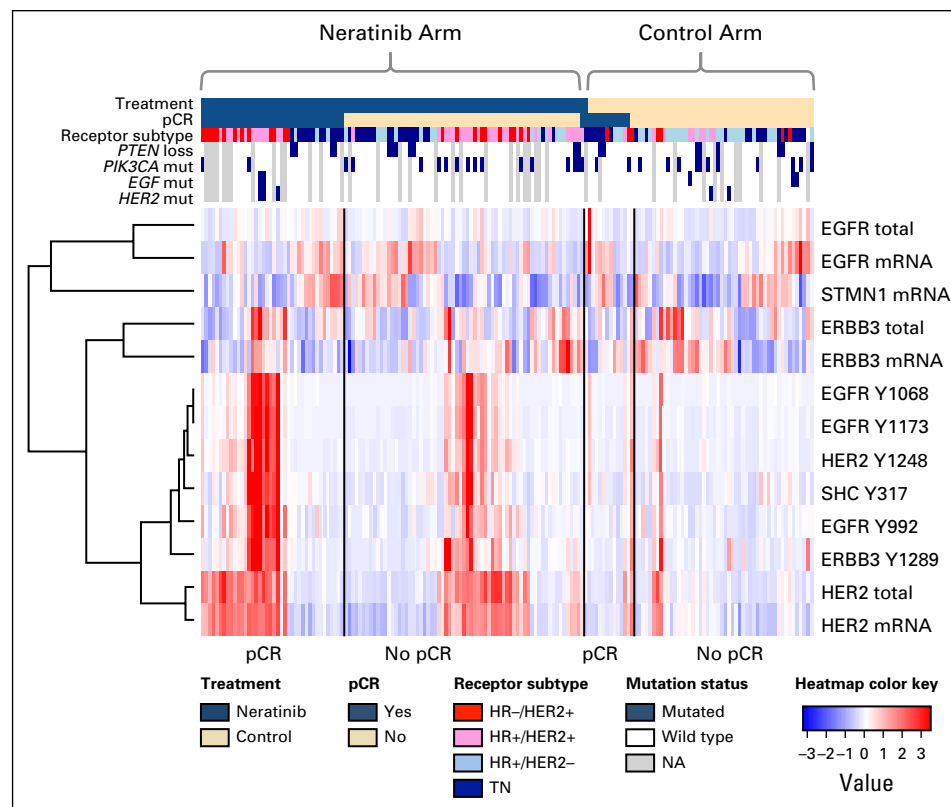 Neratinib Arm Control Arm
Treatment
pCR
Receptor subtype
PTEN loss
PIK3CA mut
EGF mut
HER2 mut
EGFR total
EGFR mRNA
STMN1 mRNA
ERBB3 total
ERBB3 mRNA
EGFR Y1068
EGFR Y1173
HER2 Y1248
SHC Y317
EGFR Y992
ERBB3 Y1289
HER2 total
HER2 mRNA
pCR No pCR pCR No pCR
Treatment
Neratinib
Control
pCR
Yes
No
Receptor subtype
HR–/HER2+
HR+/HER2+
HR+/HER2–
TN
Mutation status
Mutated
Wild type
NA
Heatmap color key
–3 –2 –1 0 1 2 3
Value